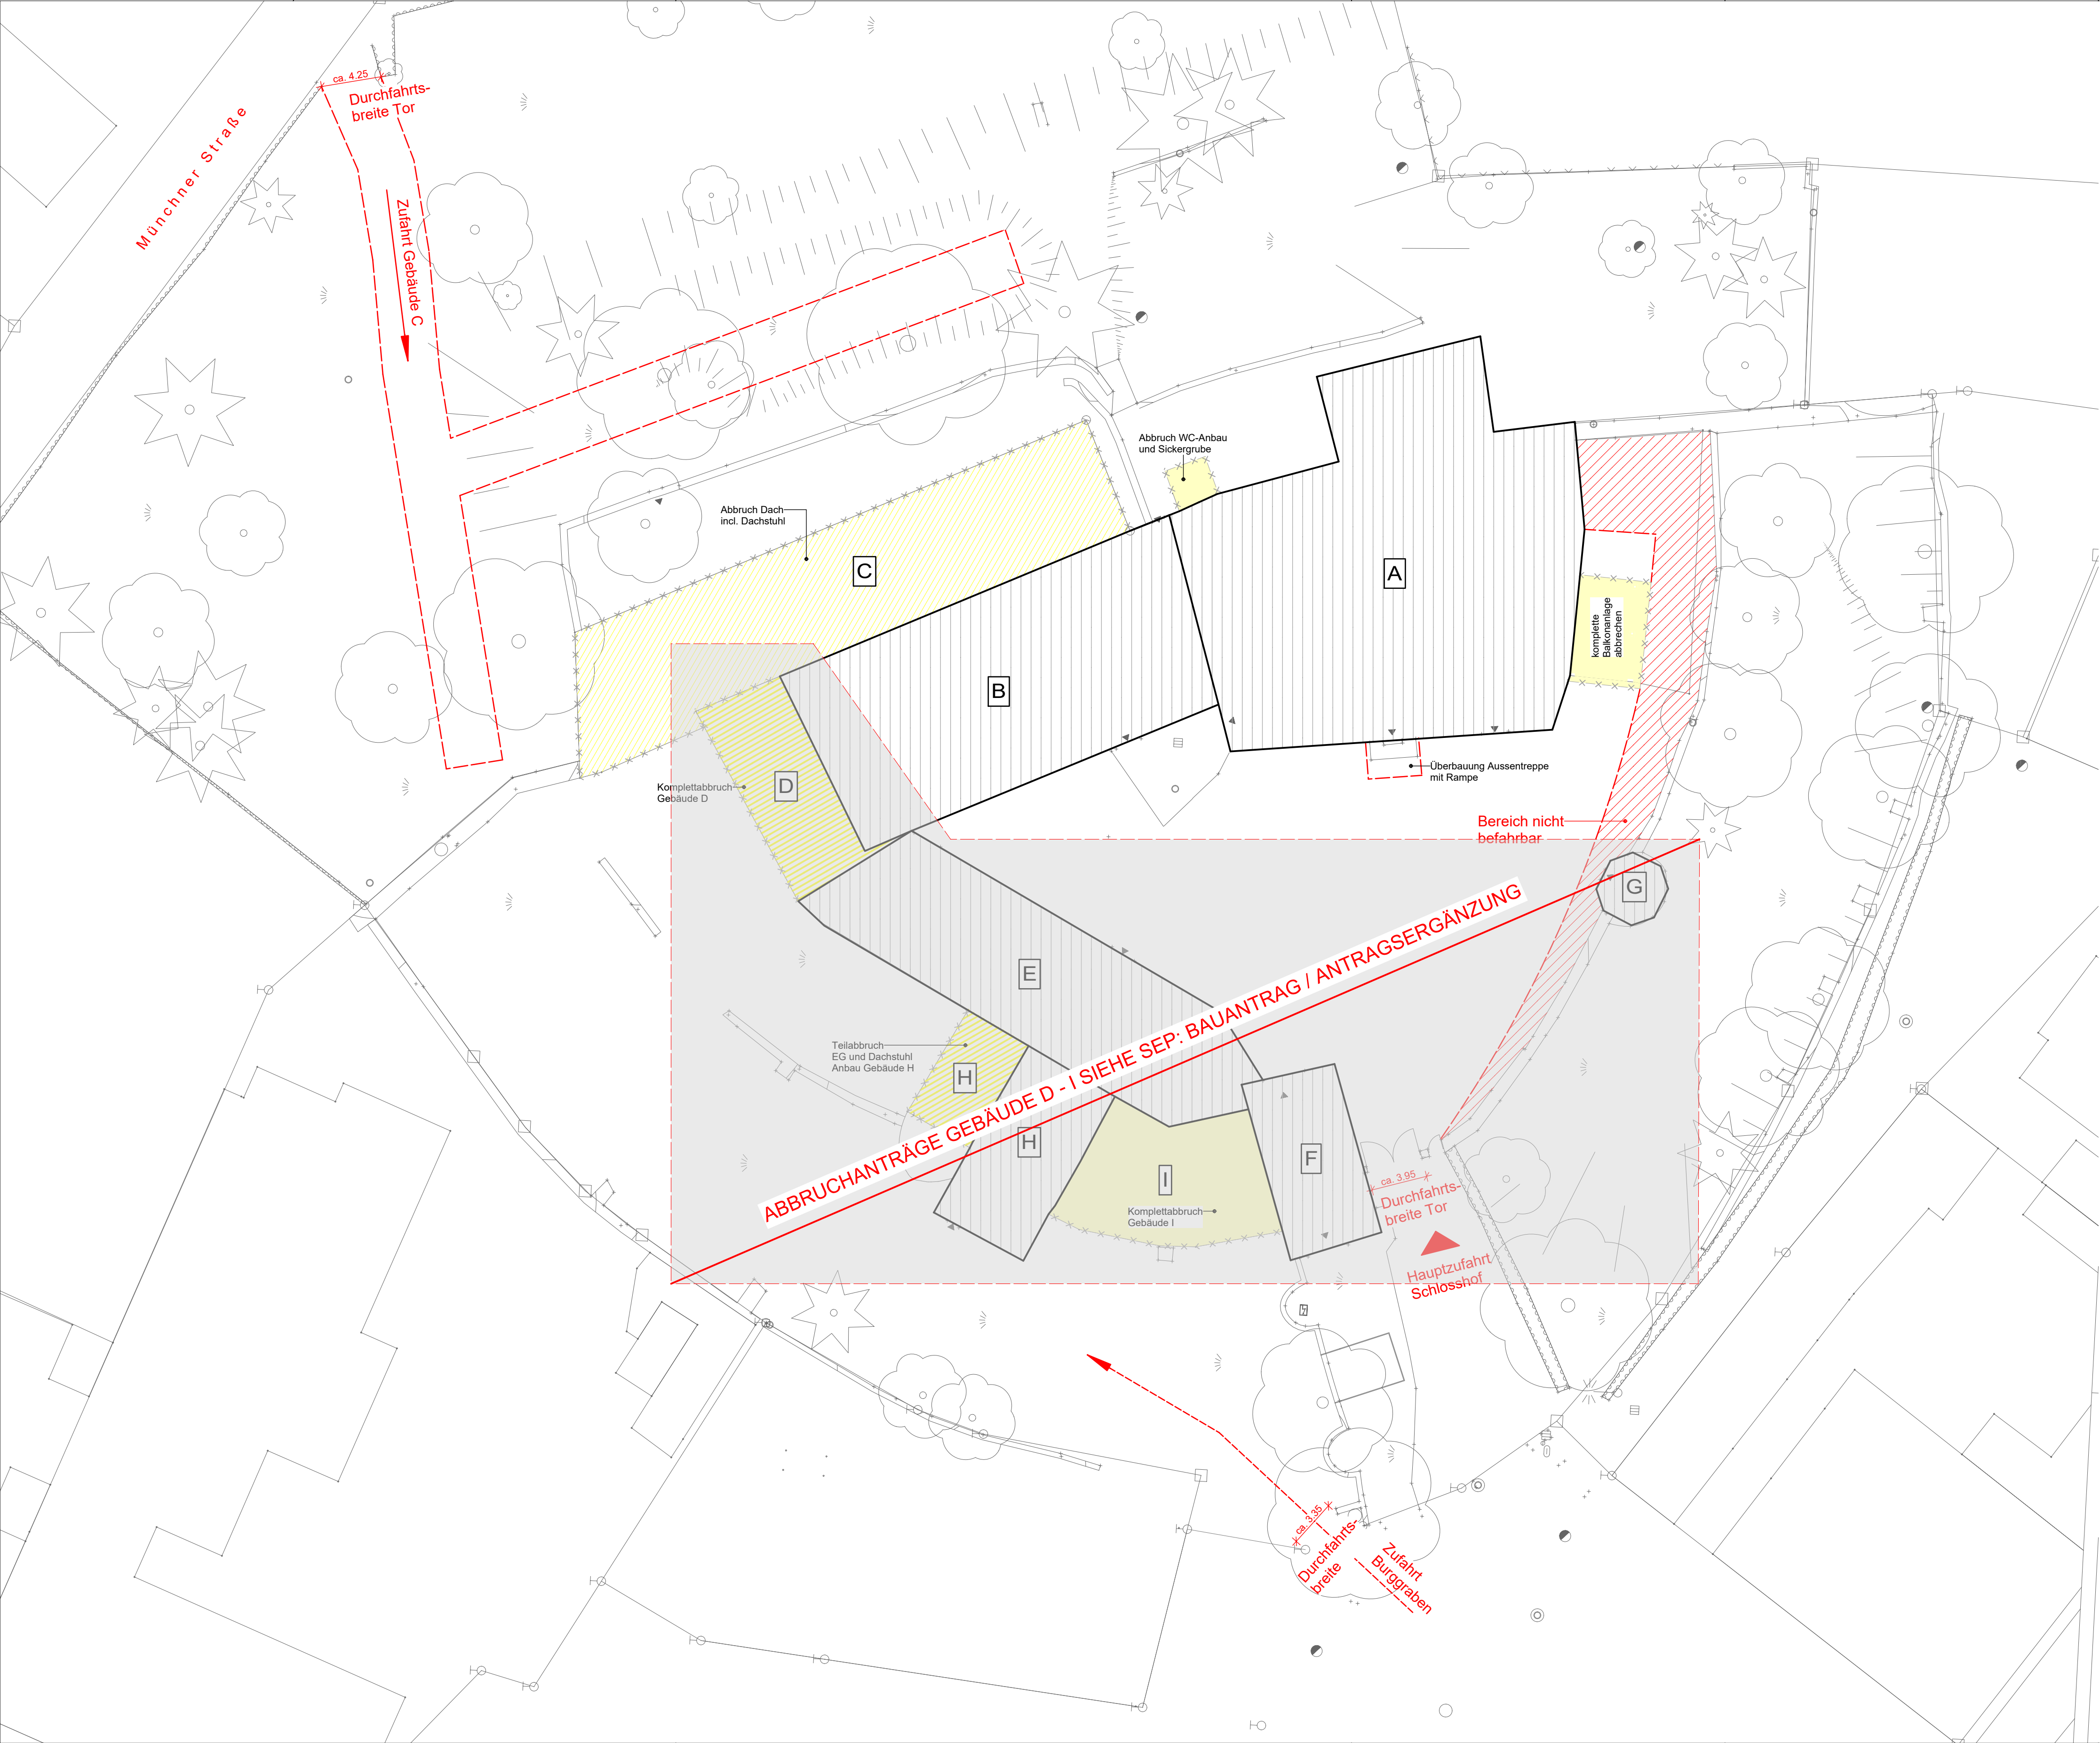 ca. 4.25
Durchfahrts-
breite Tor
Münchner Straße
Zufahrt Gebäude C
Abbruch WC-Anbau
und Sickergrube
Abbruch Dach
incl. Dachstuhl
C
A
komplette
Balkonanlage
abbrechen
B
Überbauung Aussentreppe
mit Rampe
D
Komplettabbruch
Gebäude D
Bereich nicht
befahrbar
G
E
ABBRUCHANTRÄGE GEBÄUDE D - I SIEHE SEP: BAUANTRAG / ANTRAGSERGÄNZUNG
Teilabbruch
EG und Dachstuhl
Anbau Gebäude H
H
H
F
I
Komplettabbruch
Gebäude I
ca. 3.95
Durchfahrts-
breite Tor
Hauptzufahrt
Schlosshof
ca. 3.35
Durchfahrts-
breite
Zufahrt
Burggraben